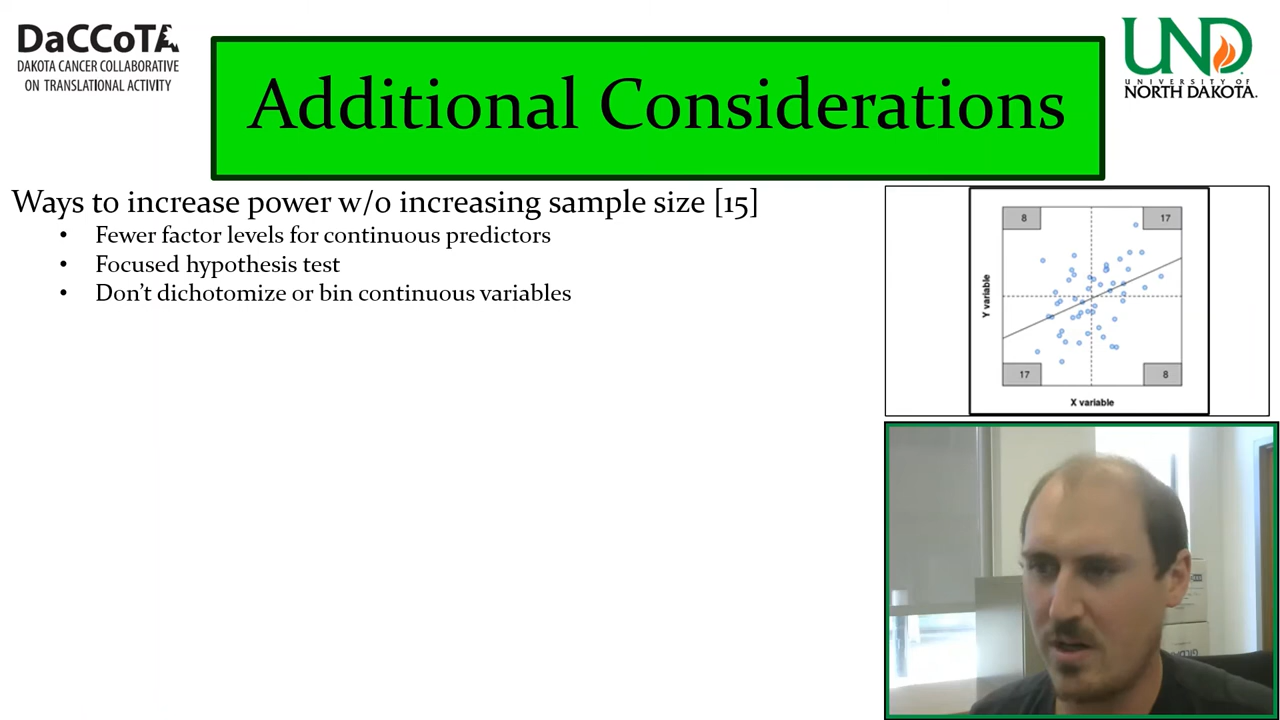 DaCCoTA
DAKOTA CANCER COLLABORATIVE
ON TRANSLATIONAL ACTIVITY
Additional Considerations
UND
UNIVERSITY OF
NORTH DAKOTA.
Ways to increase power w/o increasing sample size [15]
• Fewer factor levels for continuous predictors
• Focused hypothesis test
• Don't dichotomize or bin continuous variables
8
17
Y variable
17
8
X variable